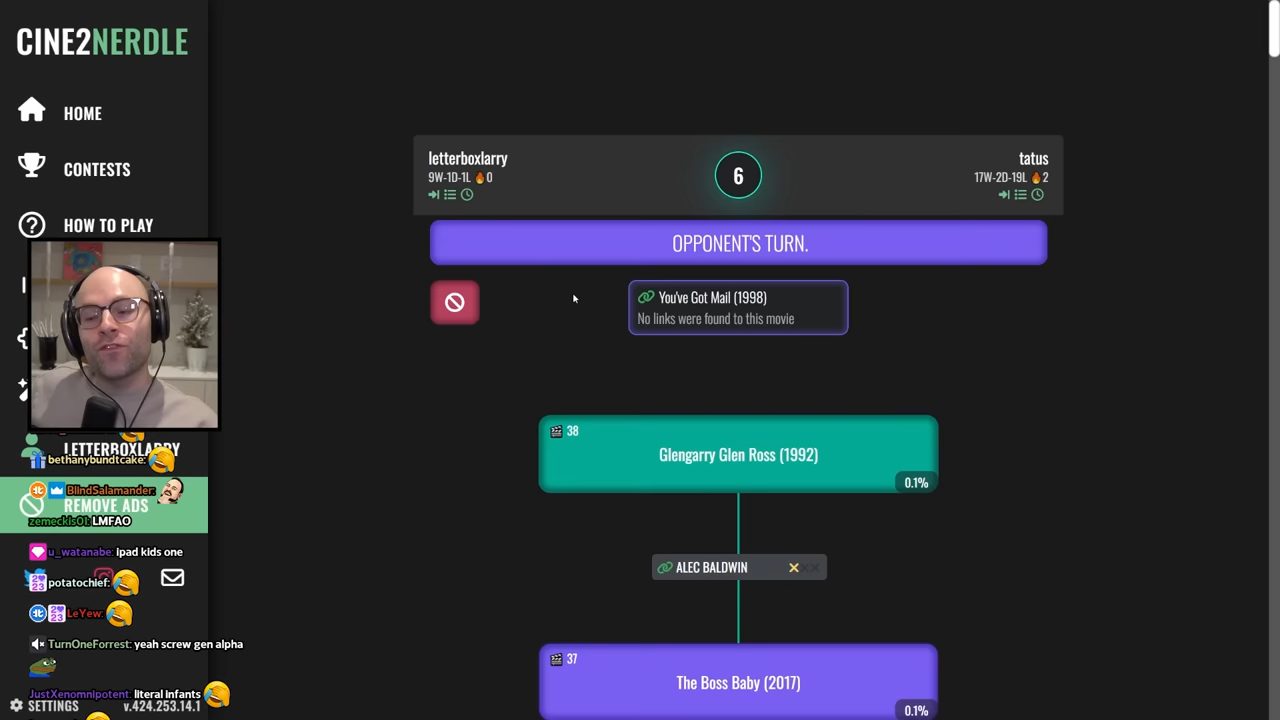 CINE2NERDLE
HOME
CONTESTS
HOW TO PLAY
LETTERBOXLARRY
bethanybundtcake:
BlindSalamander:
REMOVE ADS
zemeckis01: LMFAO
u_watanabe: ipad kids one
potatochief:
LeYew:
TurnOneForrest: yeah screw gen alpha
JustXenomnipotent: literal infants
SETTINGS
v.424.253.14.1
letterboxlarry
9W-1D-1L 0
6
tatus
17W-2D-19L 2
OPPONENT'S TURN.
You've Got Mail (1998)
No links were found to this movie
38
Glengarry Glen Ross (1992)
0.1%
ALEC BALDWIN
37
The Boss Baby (2017)
0.1%